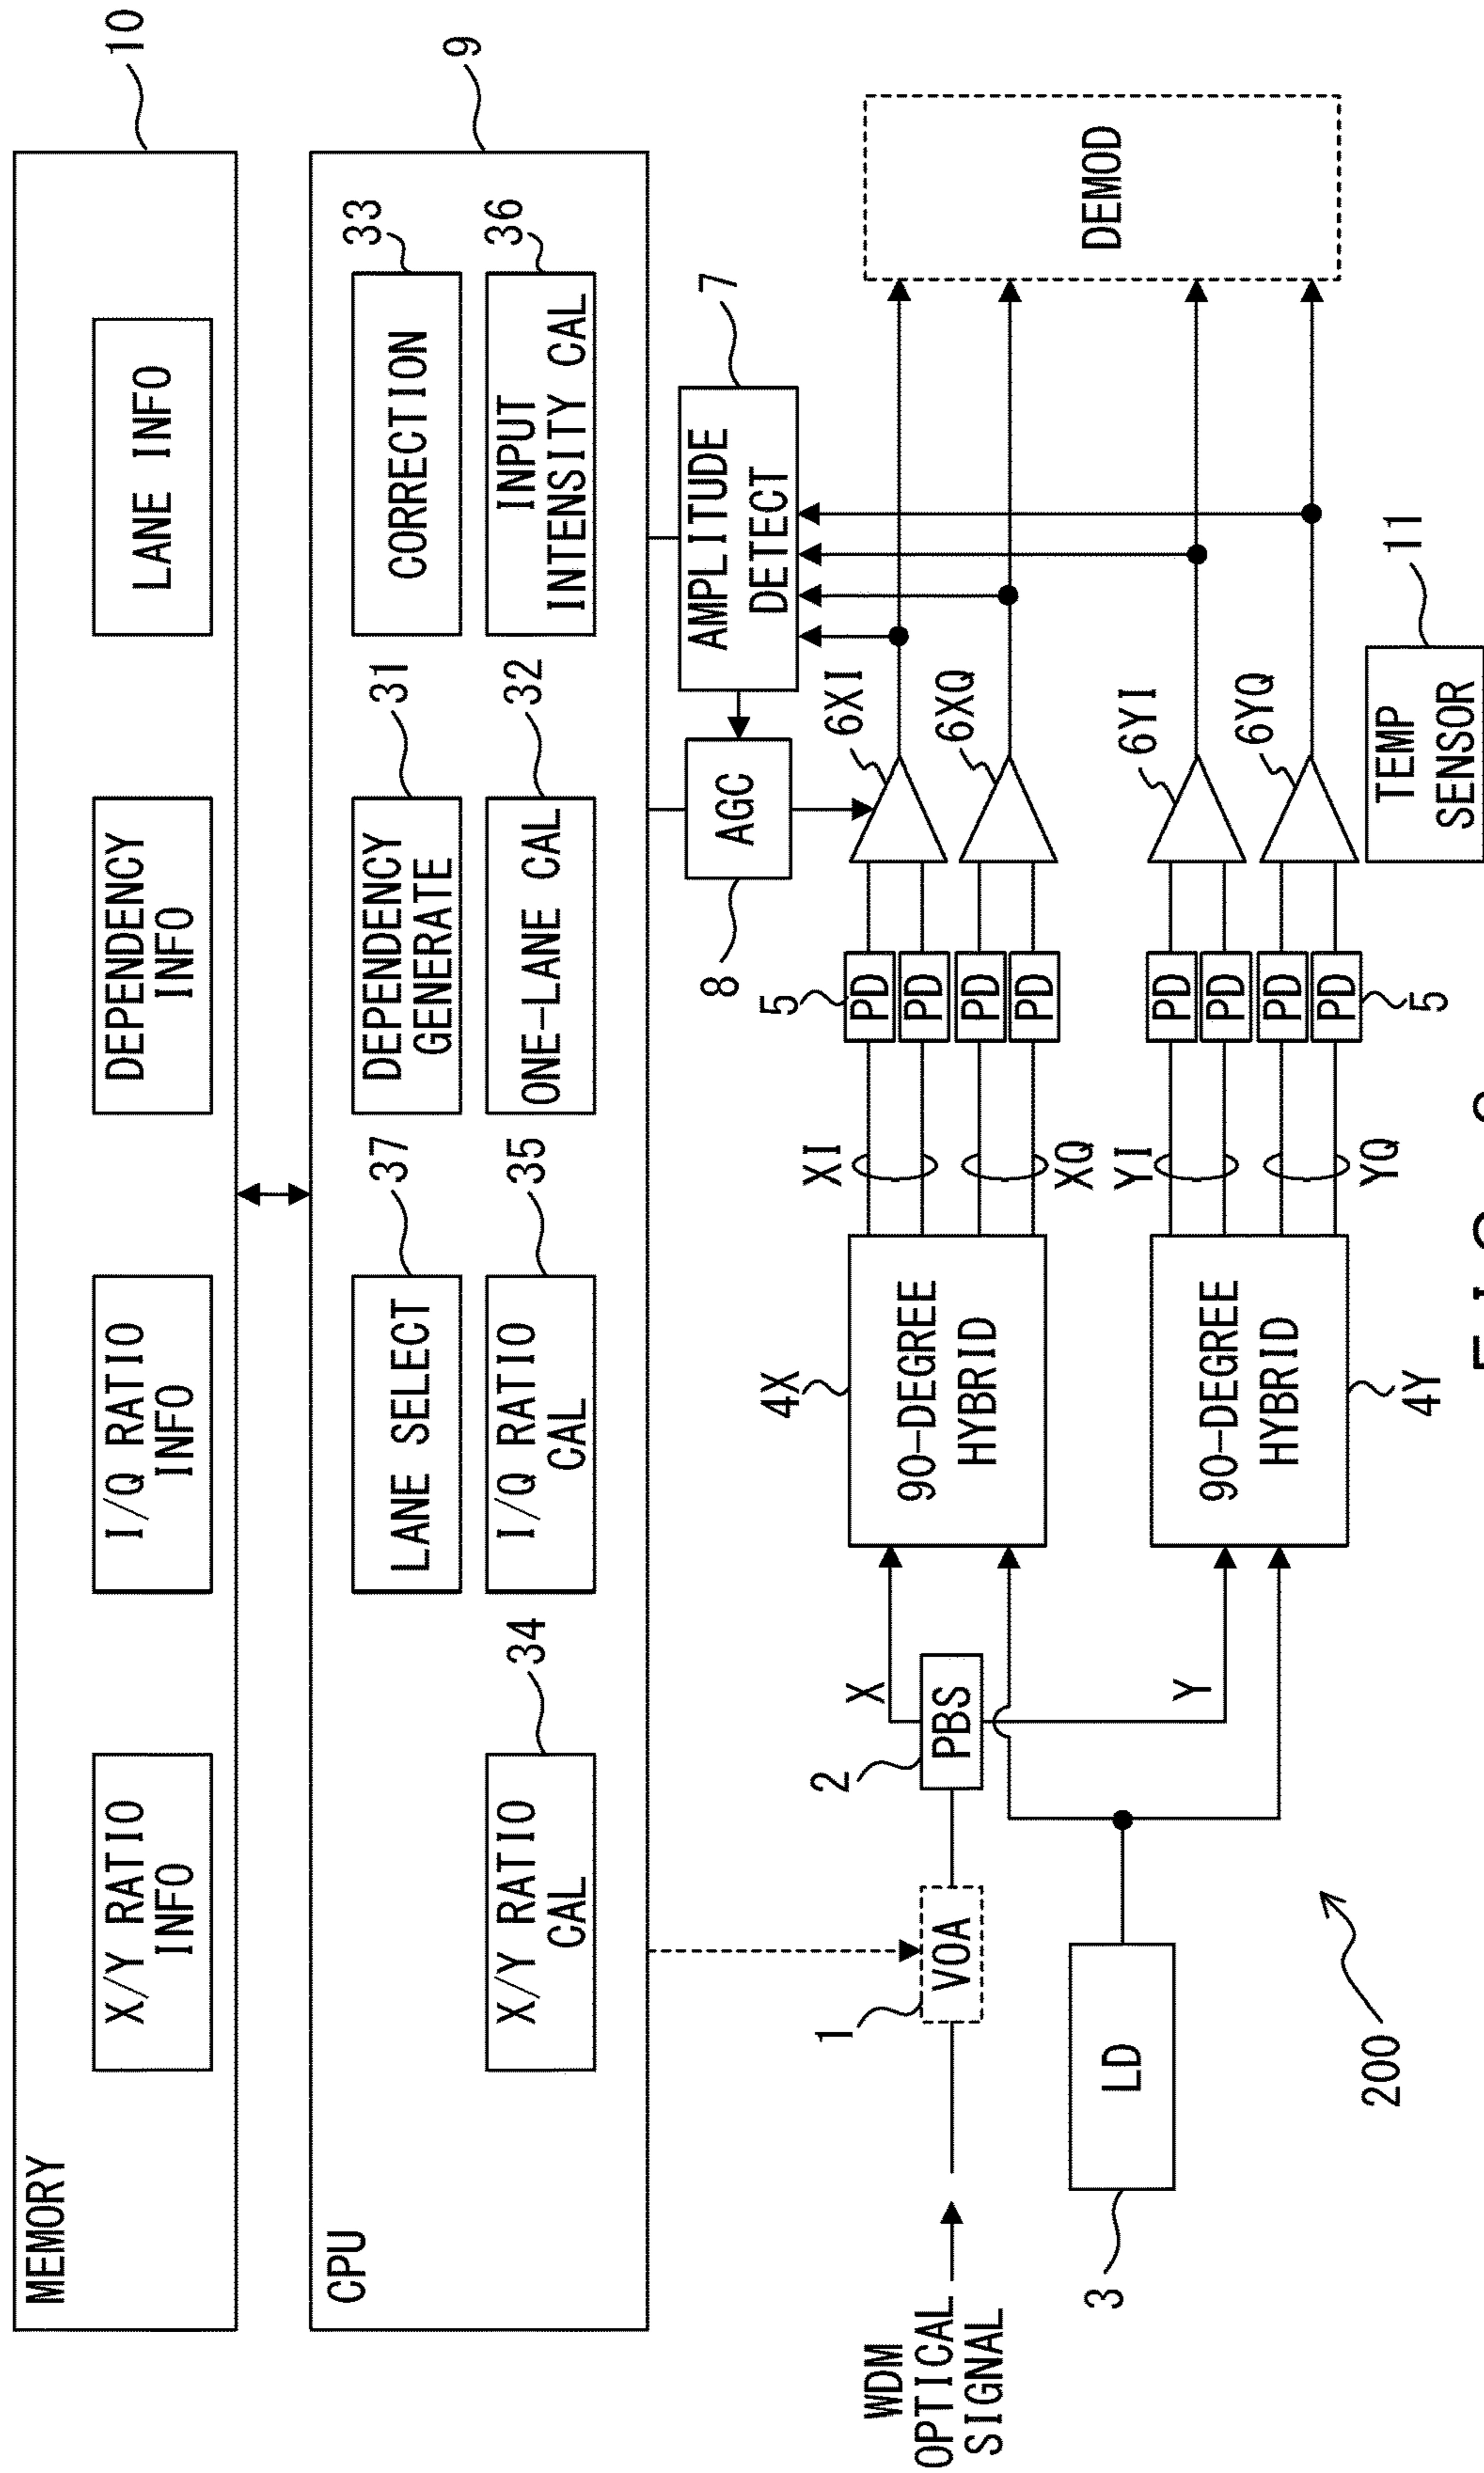 MEMORY
10
X/Y RATIO
INFO
I/Q RATIO
INFO
DEPENDENCY
INFO
LANE INFO
CPU
9
37
LANE SELECT
31
DEPENDENCY
GENERATE
33
CORRECTION
34
X/Y RATIO
CAL
35
I/Q RATIO
CAL
32
ONE-LANE CAL
36
INPUT
INTENSITY CAL
8
AGC
7
AMPLITUDE
DETECT
WDM
OPTICAL
SIGNAL
1
VOA
2
PBS
X
Y
3
LD
4X
90-DEGREE
HYBRID
4Y
90-DEGREE
HYBRID
XI
XQ
YI
YQ
5
PD
PD
PD
PD
PD
PD
PD
PD
5
6XI
6XQ
6YI
6YQ
DEMOD
11
TEMP
SENSOR
200